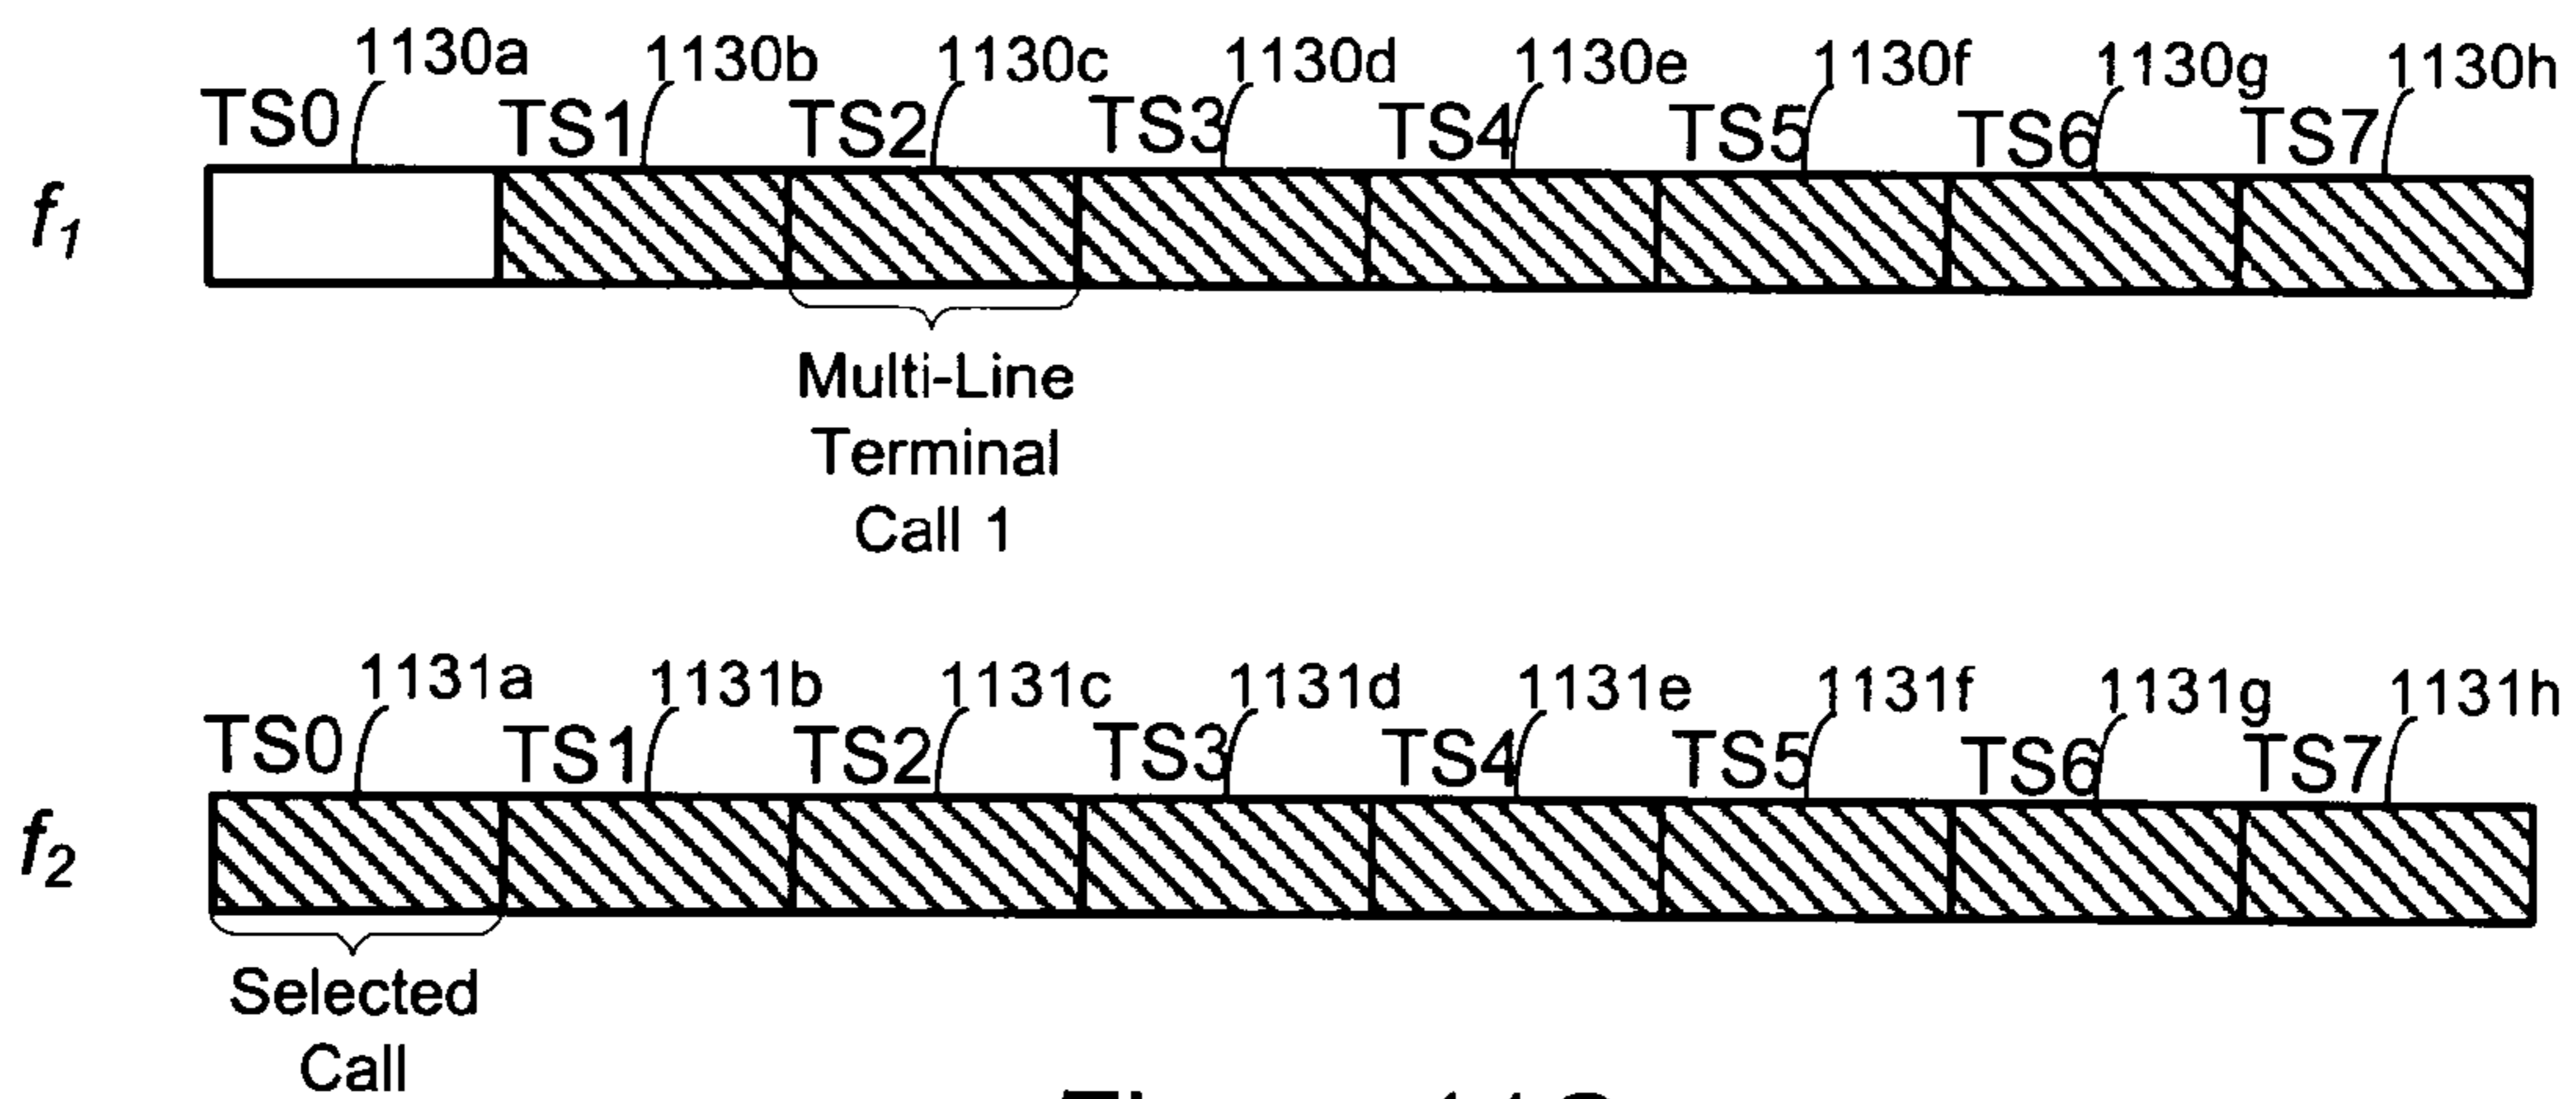 1130a 1130b 1130c 1130d 1130e 1130f 1130g 1130h
TS0 TS1 TS2 TS3 TS4 TS5 TS6 TS7
f1
Multi-Line
Terminal
Call 1
1131a 1131b 1131c 1131d 1131e 1131f 1131g 1131h
TS0 TS1 TS2 TS3 TS4 TS5 TS6 TS7
f2
Selected
Call